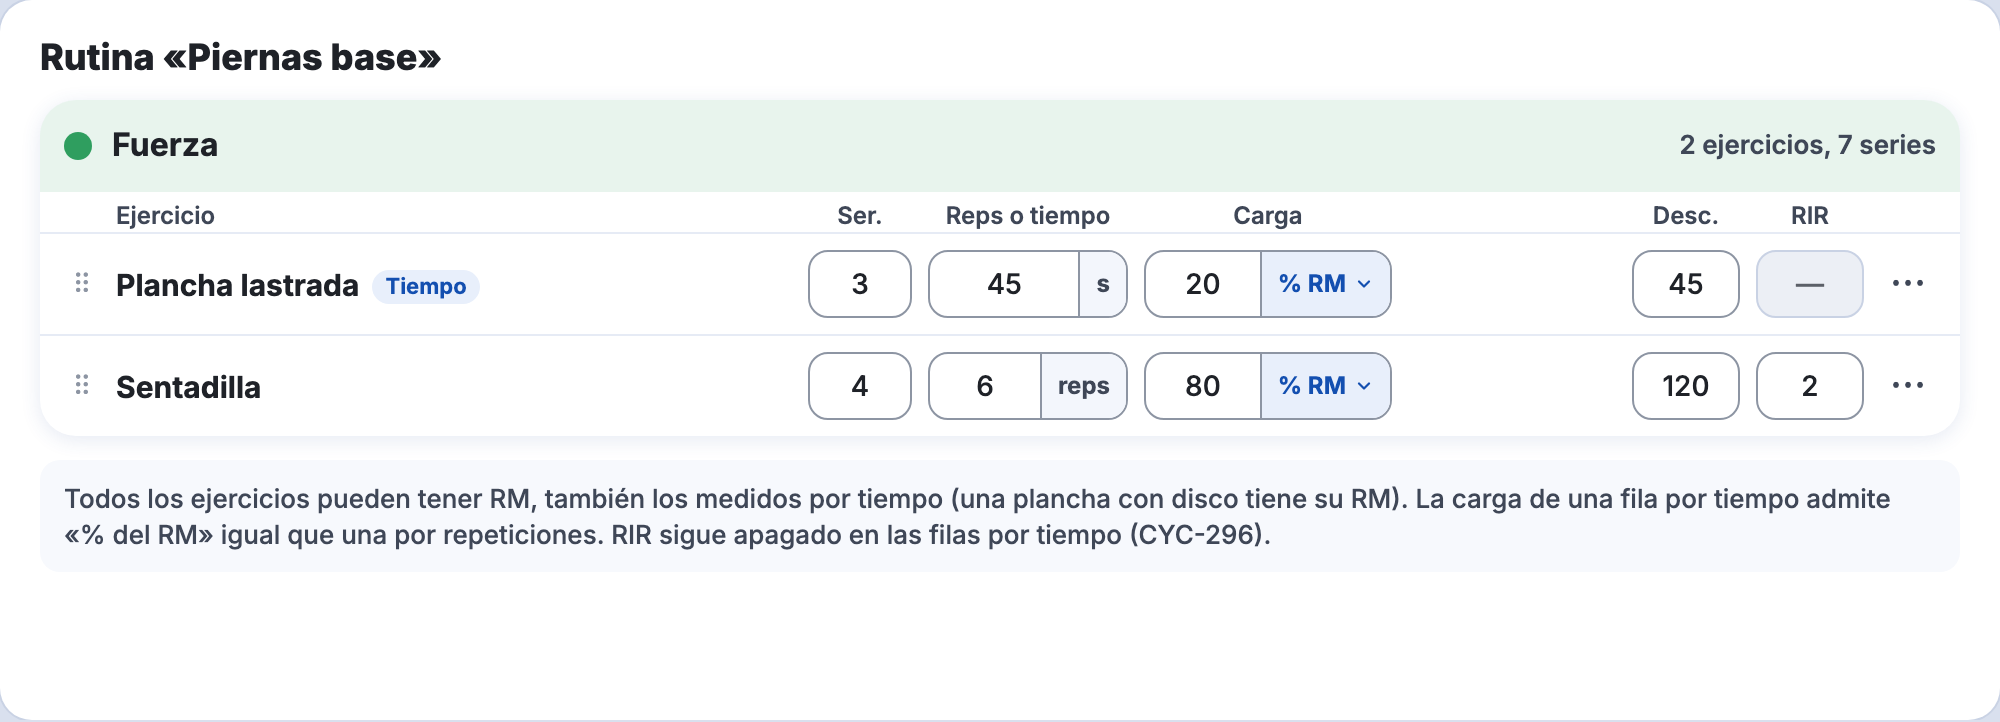 Rutina «Piernas base»
Fuerza 2 ejercicios, 7 series
Ejercicio Ser. Reps o tiempo Carga Desc. RIR
Plancha lastrada Tiempo 3 45 s 20 % RM 45 —
Sentadilla 4 6 reps 80 % RM 120 2
Todos los ejercicios pueden tener RM, también los medidos por tiempo (una plancha con disco tiene su RM). La carga de una fila por tiempo admite
«% del RM» igual que una por repeticiones. RIR sigue apagado en las filas por tiempo (CYC-296).